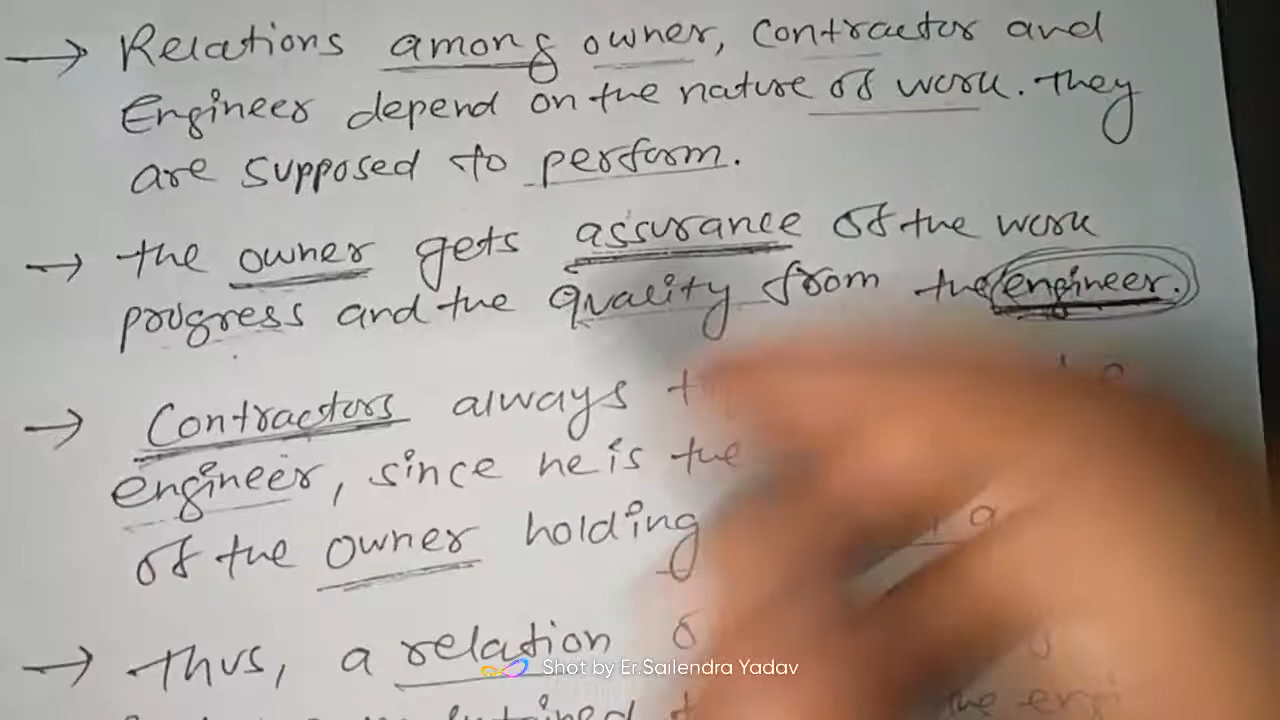 → Relations among owner, contractor and
Engineer depend on the nature of work. They
are supposed to perform.
→ the owner gets assurance of the work
progress and the quality from the engineer.
→ Contractors always
engineer, since he is the
of the owner holding a
→ Thus, a relation
the
Shot by Er.Sailendra Yadav